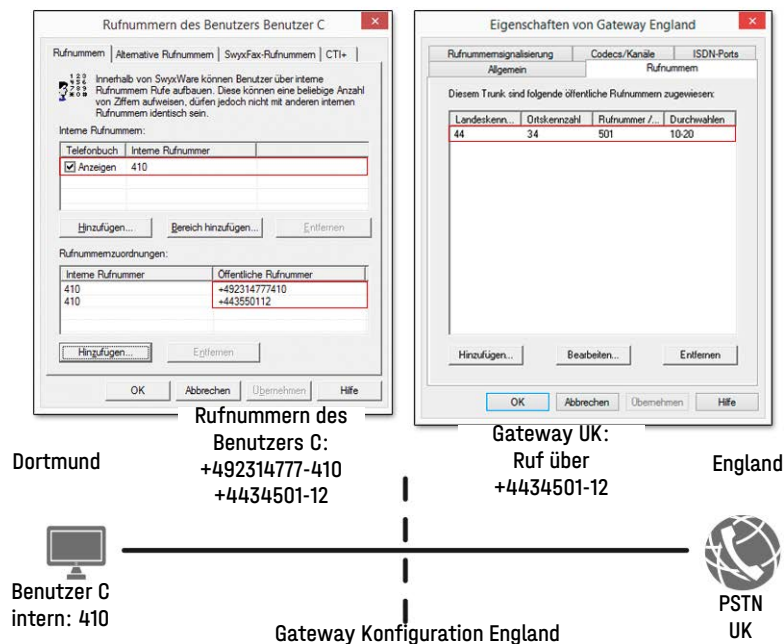 Rufnummern des Benutzers Benutzer C
Rufnummern
Alternative Rufnummern
SwyxFax-Rufnummern
CTI+
Innerhalb von SwyxWare können Benutzer über interne
Rufnummern Rufe aufbauen. Diese können eine beliebige Anzahl
von Ziffern aufweisen, dürfen jedoch nicht mit anderen internen
Rufnummern identisch sein.
Interne Rufnummern:
Telefonbuch Interne Rufnummer
Anzeigen 410
Hinzufügen... Bereich hinzufügen... Entfernen
Rufnummernzuordnungen:
Interne Rufnummer Öffentliche Rufnummer
410 +492314777410
410 +443550112
Hinzufügen... Entfernen
OK Abbrechen Übernehmen Hilfe
Eigenschaften von Gateway England
Rufnummernsignalisierung Codecs/Kanäle ISDN-Ports
Allgemein Rufnummern
Diesem Trunk sind folgende öffentliche Rufnummern zugewiesen:
Landeskenn... Ortskennzahl Rufnummer /... Durchwahlen
44 34 501 10-20
Hinzufügen... Bearbeiten... Entfernen
OK Abbrechen Übernehmen Hilfe
Rufnummern des
Benutzers C:
+492314777-410
+4434501-12
Gateway UK:
Ruf über
+4434501-12
Dortmund
England
Benutzer C
intern: 410
PSTN
UK
Gateway Konfiguration England